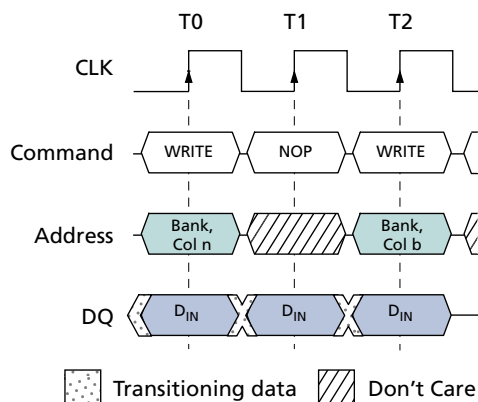 T0 T1 T2
CLK
Command WRITE NOP WRITE
Address Bank, Col n Bank, Col b
DQ DIN DIN DIN
Transitioning data Don't Care